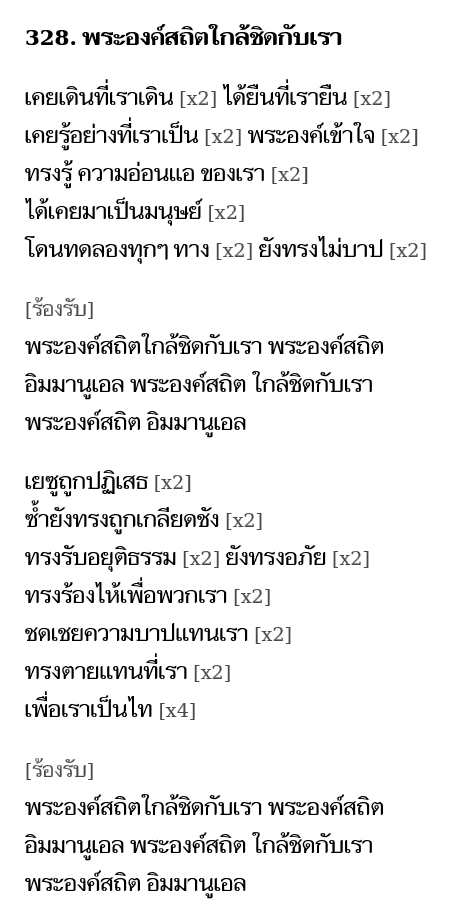 328. พระองค์สถิตใกล้ชิดกับเรา
เคยเดินที่เราเดิน [x2] ได้ยืนที่เรายืน [x2]
เคยรู้อย่างที่เราเป็น [x2] พระองค์เข้าใจ [x2]
ทรงรู้ ความอ่อนแอ ของเรา [x2]
ได้เคยมาเป็นมนุษย์ [x2]
โดนทดลองทุกๆ ทาง [x2] ยังทรงไม่บาป [x2]
[ร้องรับ]
พระองค์สถิตใกล้ชิดกับเรา พระองค์สถิต
อิมมานูเอล พระองค์สถิต ใกล้ชิดกับเรา
พระองค์สถิต อิมมานูเอล
เยซูถูกปฏิเสธ [x2]
ซ้ำยังทรงถูกเกลียดชัง [x2]
ทรงรับอยุติธรรม [x2] ยังทรงอภัย [x2]
ทรงร้องไห้เพื่อพวกเรา [x2]
ชดเชยความบาปแทนเรา [x2]
ทรงตายแทนที่เรา [x2]
เพื่อเราเป็นไท [x4]
[ร้องรับ]
พระองค์สถิตใกล้ชิดกับเรา พระองค์สถิต
อิมมานูเอล พระองค์สถิต ใกล้ชิดกับเรา
พระองค์สถิต อิมมานูเอล